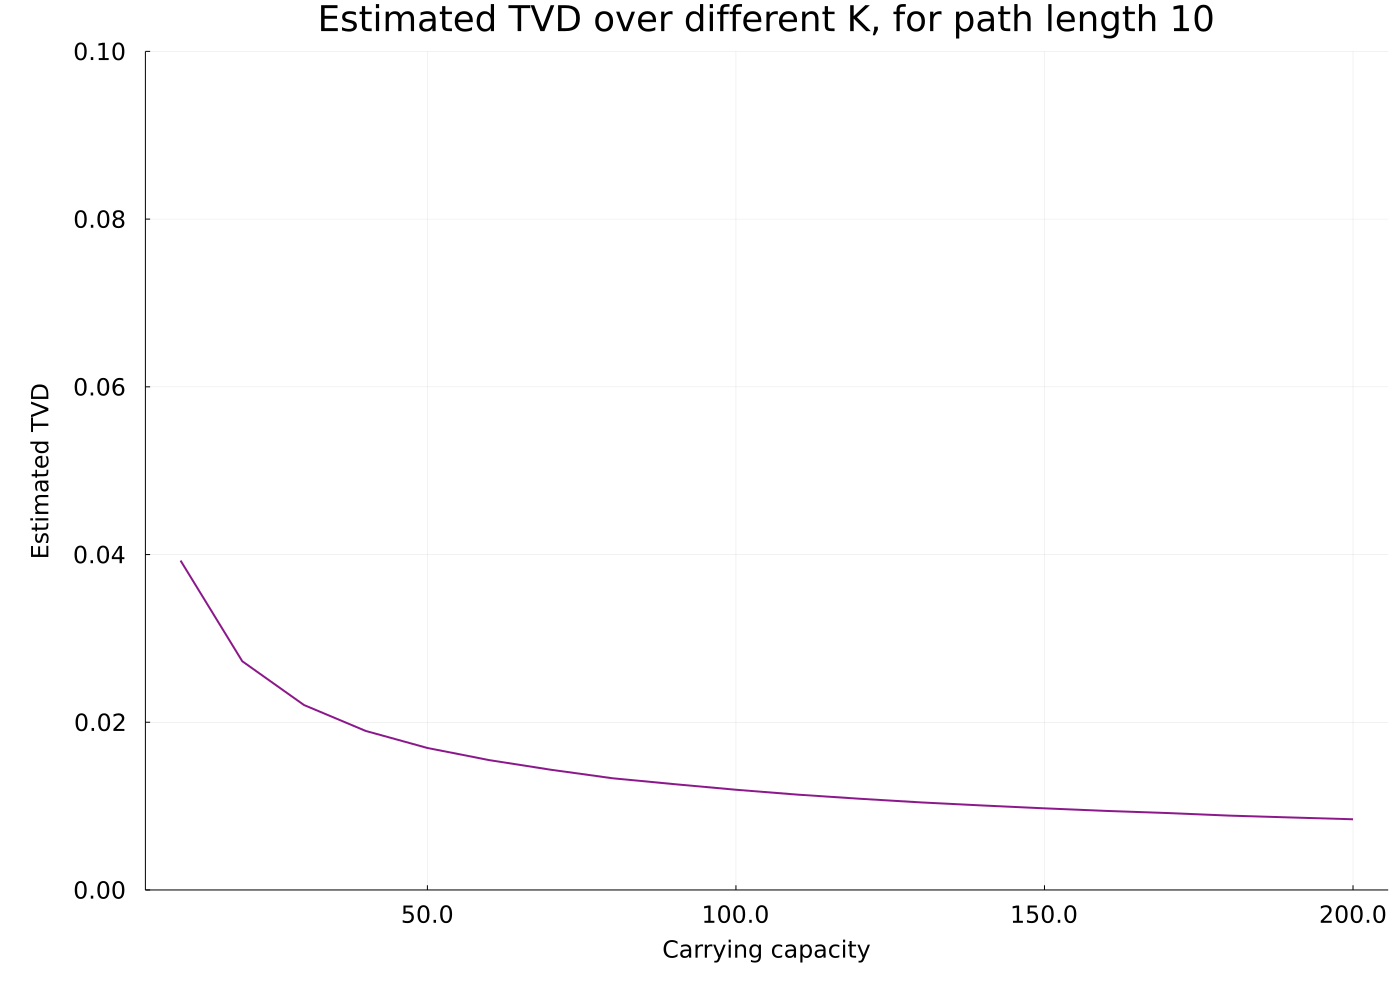 Estimated TVD over different K, for path length 10
0.10
0.08
0.06
0.04
0.02
0.00
Estimated TVD
50.0 100.0 150.0 200.0
Carrying capacity